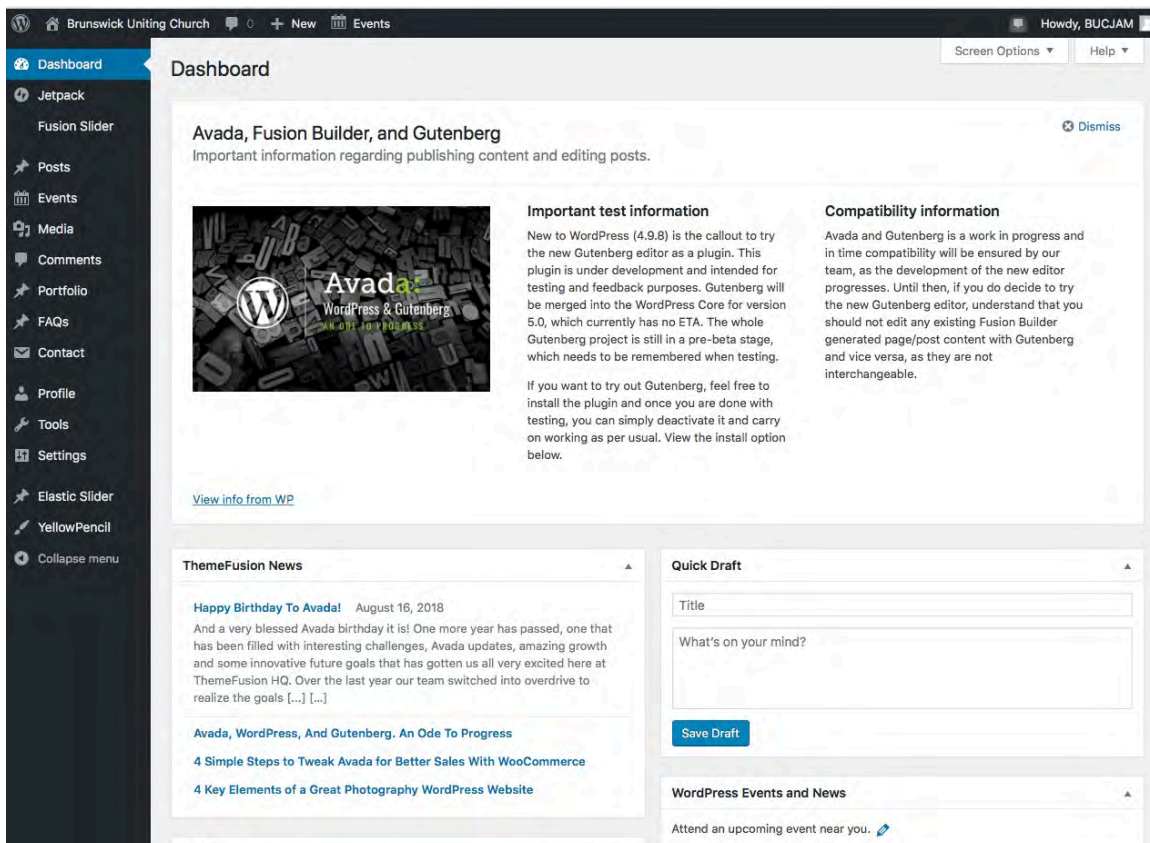 Brunswick Uniting Church 0 New Events
Howdy, BUCJAM
Dashboard
Jetpack
Fusion Slider
Posts
Events
Media
Comments
Portfolio
FAQs
Contact
Profile
Tools
Settings
Elastic Slider
YellowPencil
Collapse menu
Screen Options ▼ Help ▼
Dashboard
Avada, Fusion Builder, and Gutenberg
Dismiss
Important information regarding publishing content and editing posts.
Avada:
WordPress & Gutenberg
AN ODE TO PROGRESS
Important test information
New to WordPress (4.9.8) is the callout to try
the new Gutenberg editor as a plugin. This
plugin is under development and intended for
testing and feedback purposes. Gutenberg will
be merged into the WordPress Core for version
5.0, which currently has no ETA. The whole
Gutenberg project is still in a pre-beta stage,
which needs to be remembered when testing.
If you want to try out Gutenberg, feel free to
install the plugin and once you are done with
testing, you can simply deactivate it and carry
on working as per usual. View the install option
below.
Compatibility information
Avada and Gutenberg is a work in progress and
in time compatibility will be ensured by our
team, as the development of the new editor
progresses. Until then, if you do decide to try
the new Gutenberg editor, understand that you
should not edit any existing Fusion Builder
generated page/post content with Gutenberg
and vice versa, as they are not
interchangeable.
View info from WP
ThemeFusion News
Happy Birthday To Avada! August 16, 2018
And a very blessed Avada birthday it is! One more year has passed, one that
has been filled with interesting challenges, Avada updates, amazing growth
and some innovative future goals that has gotten us all very excited here at
ThemeFusion HQ. Over the last year our team switched into overdrive to
realize the goals [...] [...]
Avada, WordPress, And Gutenberg. An Ode To Progress
4 Simple Steps to Tweak Avada for Better Sales With WooCommerce
4 Key Elements of a Great Photography WordPress Website
Quick Draft
Title
What's on your mind?
Save Draft
WordPress Events and News
Attend an upcoming event near you.